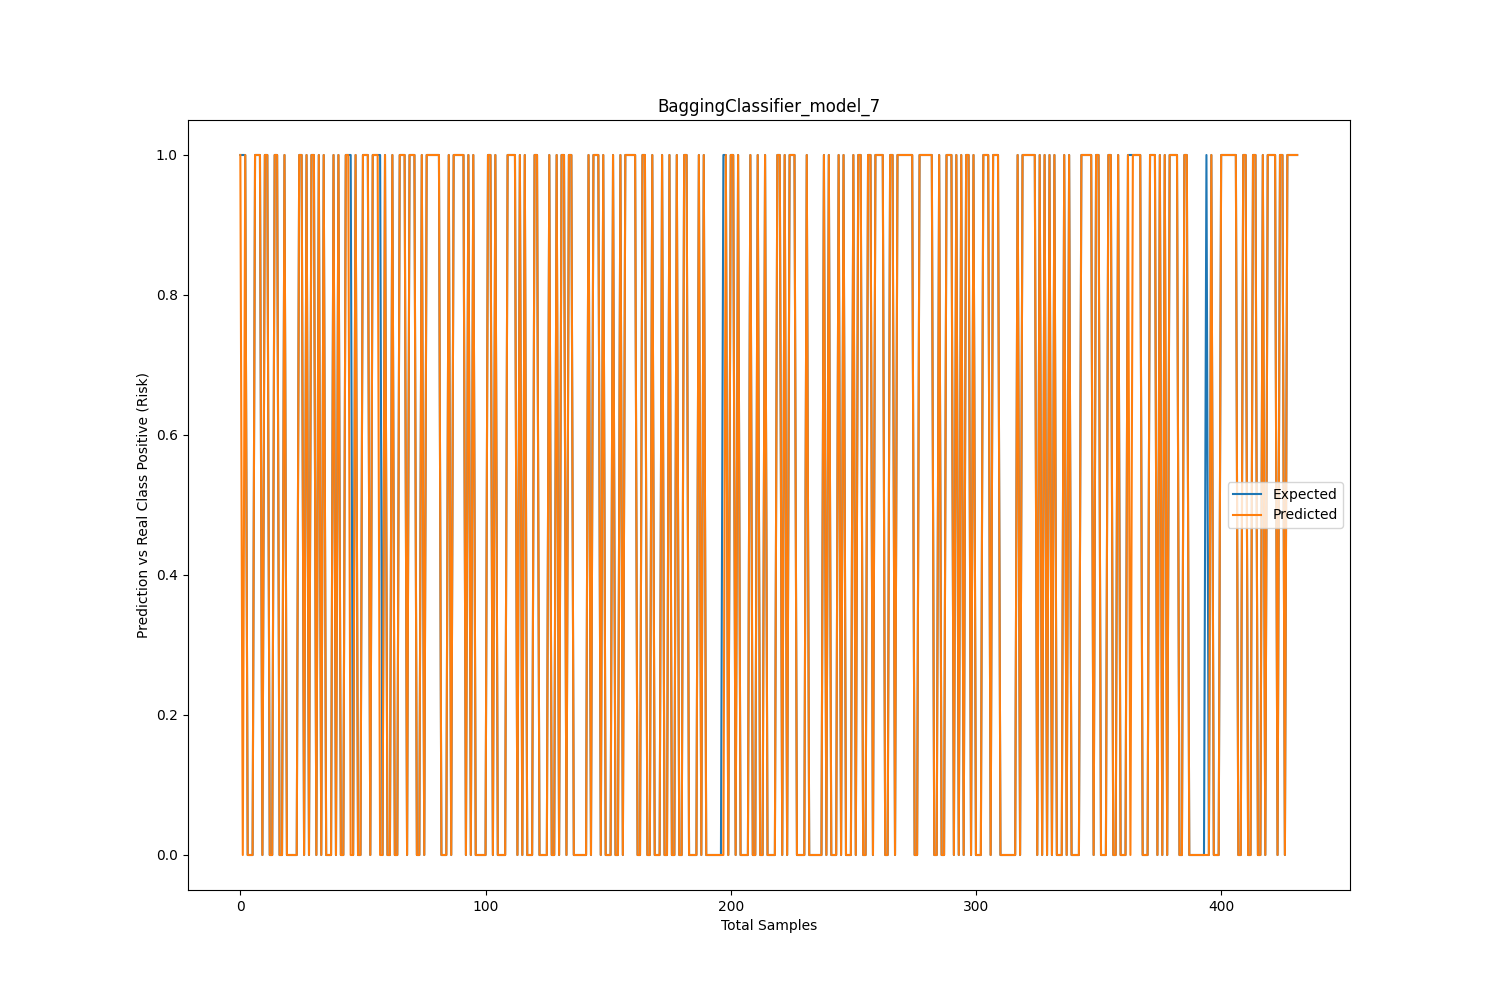 BaggingClassifier_model_7
1.0
0.8
0.6
0.4
0.2
0.0
Prediction vs Real Class Positive (Risk)
Expected
Predicted
0 100 200 300 400
Total Samples